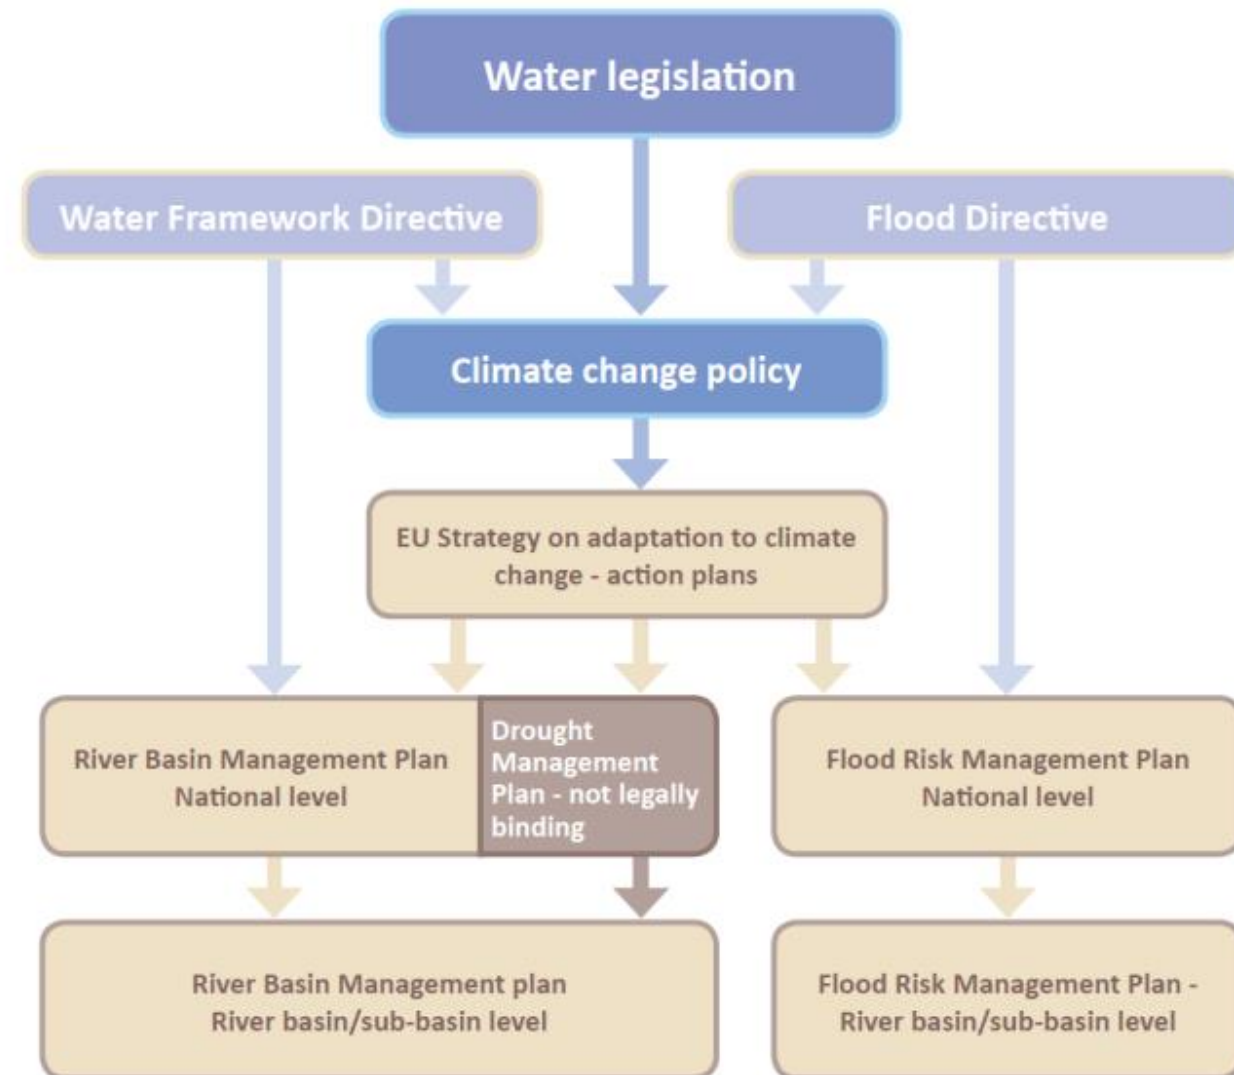 Water legislation
Water Framework Directive
Flood Directive
Climate change policy
EU Strategy on adaptation to climate
change - action plans
River Basin Management Plan
National level
Drought
Management
Plan - not legally
binding
Flood Risk Management Plan
National level
River Basin Management plan
River basin/sub-basin level
Flood Risk Management Plan -
River basin/sub-basin level